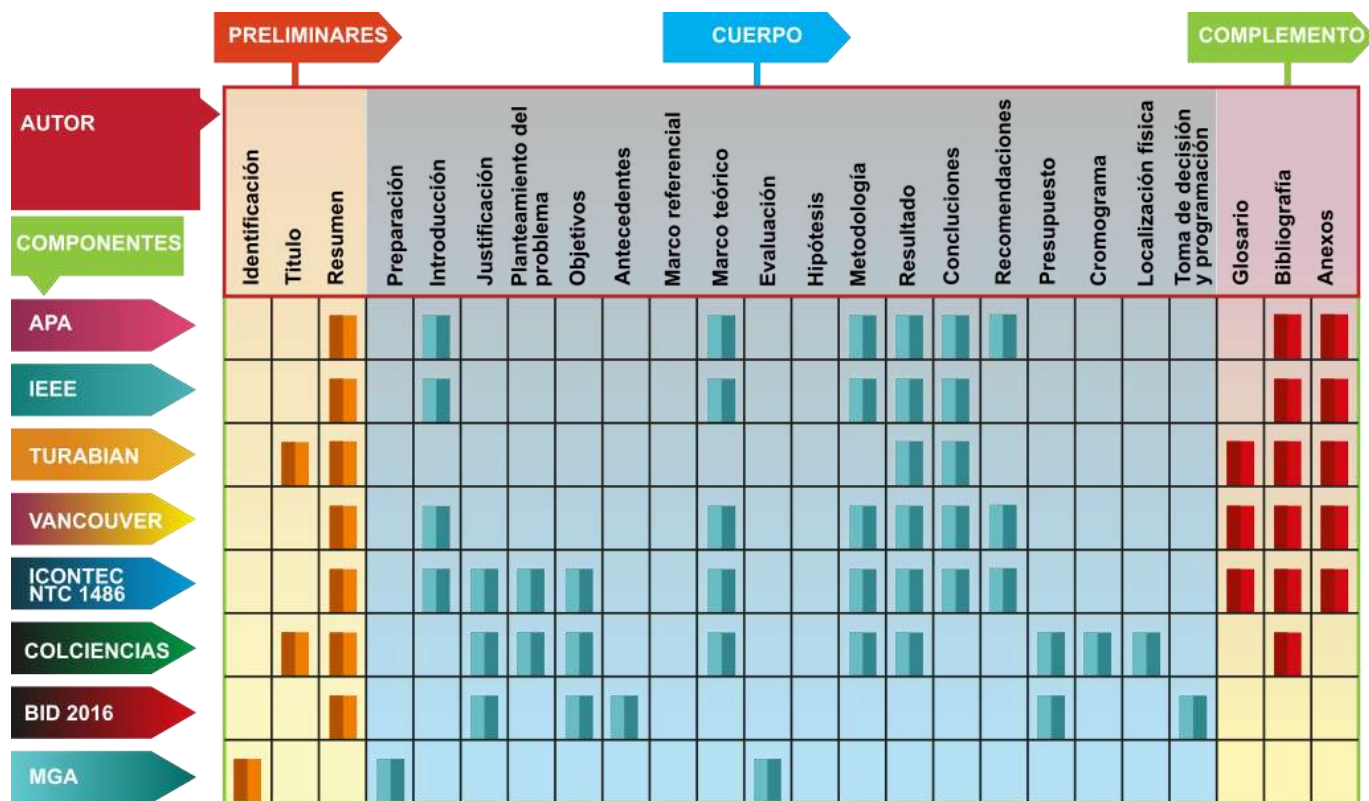 PRELIMINARES
CUERPO
COMPLEMENTO
AUTOR
COMPONENTES
Identificación
Titulo
Resumen
Preparación
Introducción
Justificación
Planteamiento del
problema
Objetivos
Antecedentes
Marco referencial
Marco teórico
Evaluación
Hipótesis
Metodología
Resultado
Concluciones
Recomendaciones
Presupuesto
Cromograma
Localización física
Toma de decisión
y programación
Glosario
Bibliografía
Anexos
APA
IEEE
TURABIAN
VANCOUVER
ICONTEC
NTC 1486
COLCIENCIAS
BID 2016
MGA